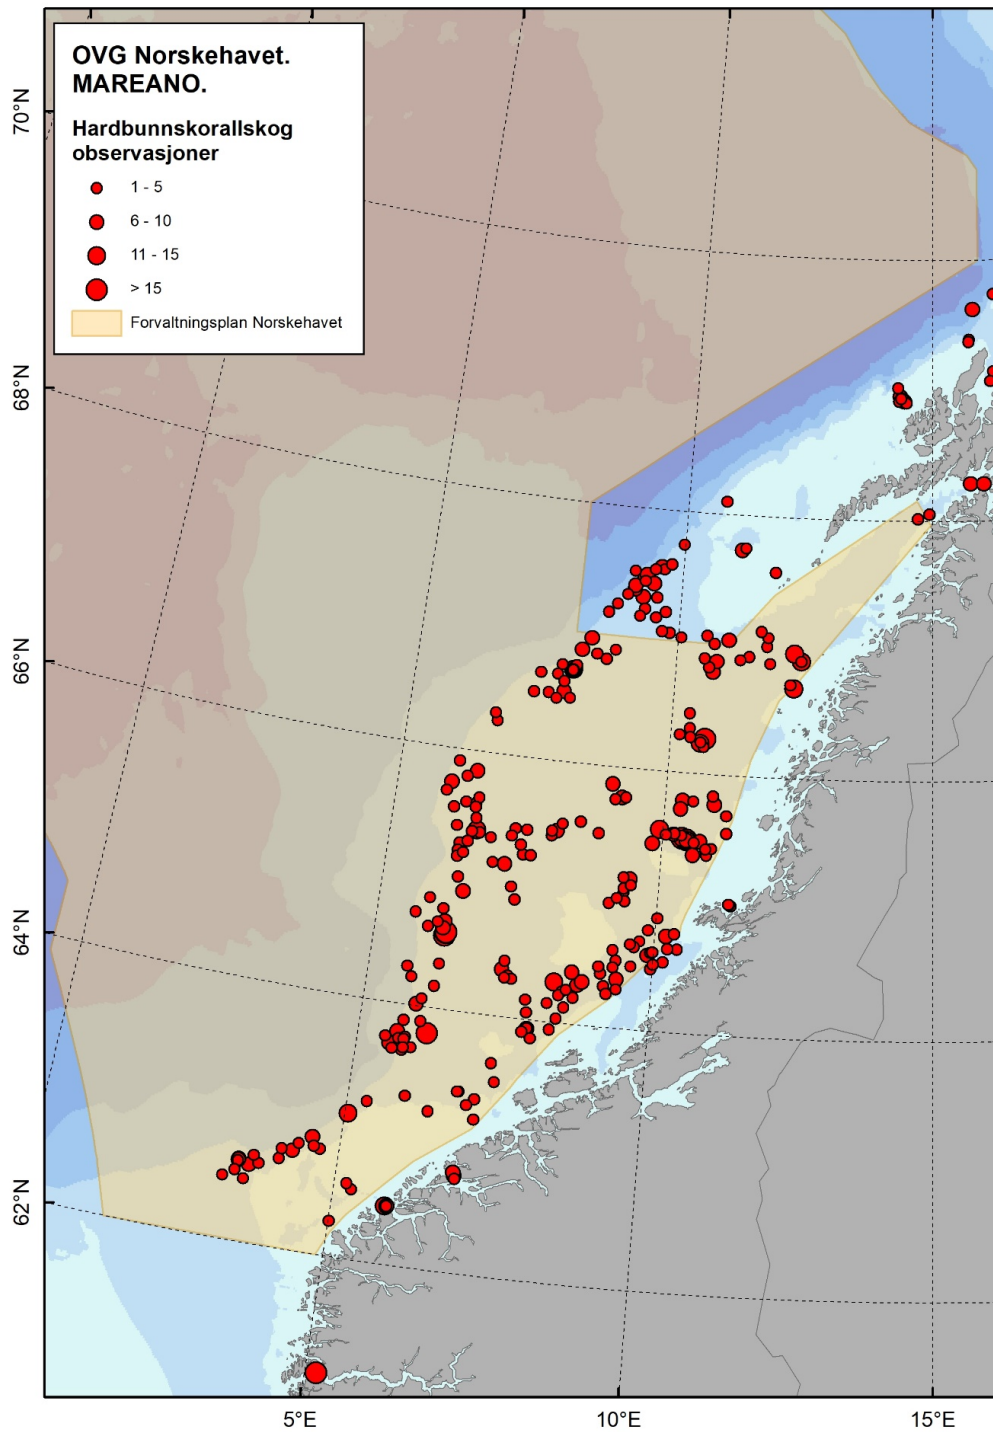 OVG Norskehavet.
MAREANO.
Hardbunnskorallskog
observasjoner
1 - 5
6 - 10
11 - 15
> 15
Forvaltningsplan Norskehavet
70°N
68°N
66°N
64°N
62°N
5°E
10°E
15°E